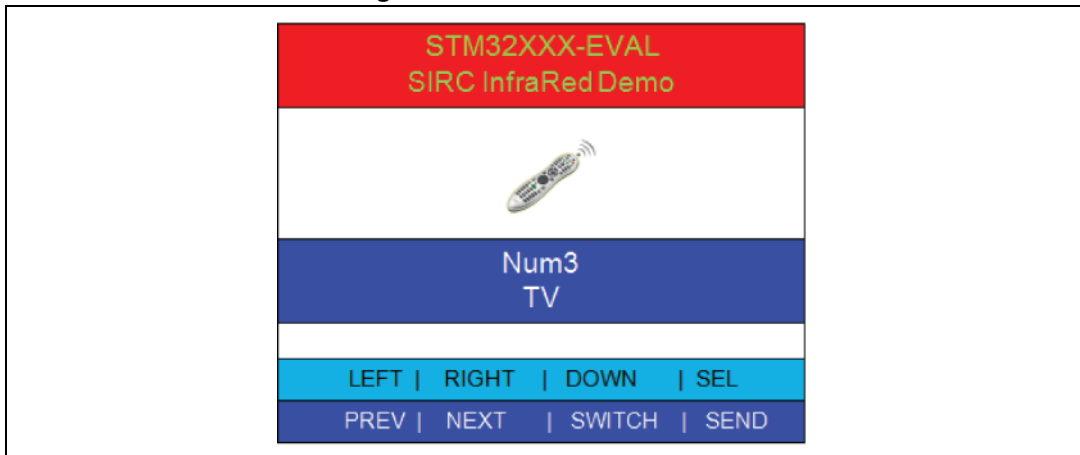 STM32XXX-EVAL
SIRC InfraRed Demo
Num3
TV
LEFT | RIGHT | DOWN | SEL
PREV | NEXT | SWITCH | SEND